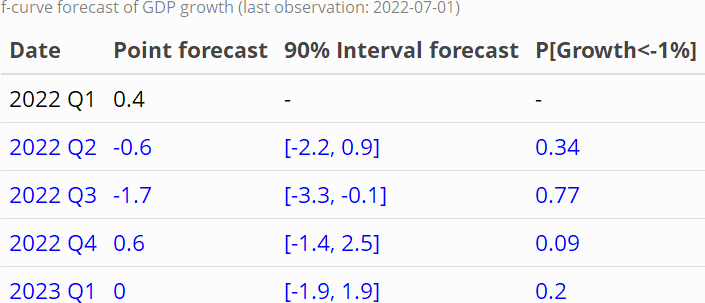 f-curve forecast of GDP growth (last observation: 2022-07-01)
Date Point forecast 90% Interval forecast P[Growth<-1%]
2022 Q1 0.4 - -
2022 Q2 -0.6 [-2.2, 0.9] 0.34
2022 Q3 -1.7 [-3.3, -0.1] 0.77
2022 Q4 0.6 [-1.4, 2.5] 0.09
2023 Q1 0 [-1.9, 1.9] 0.2